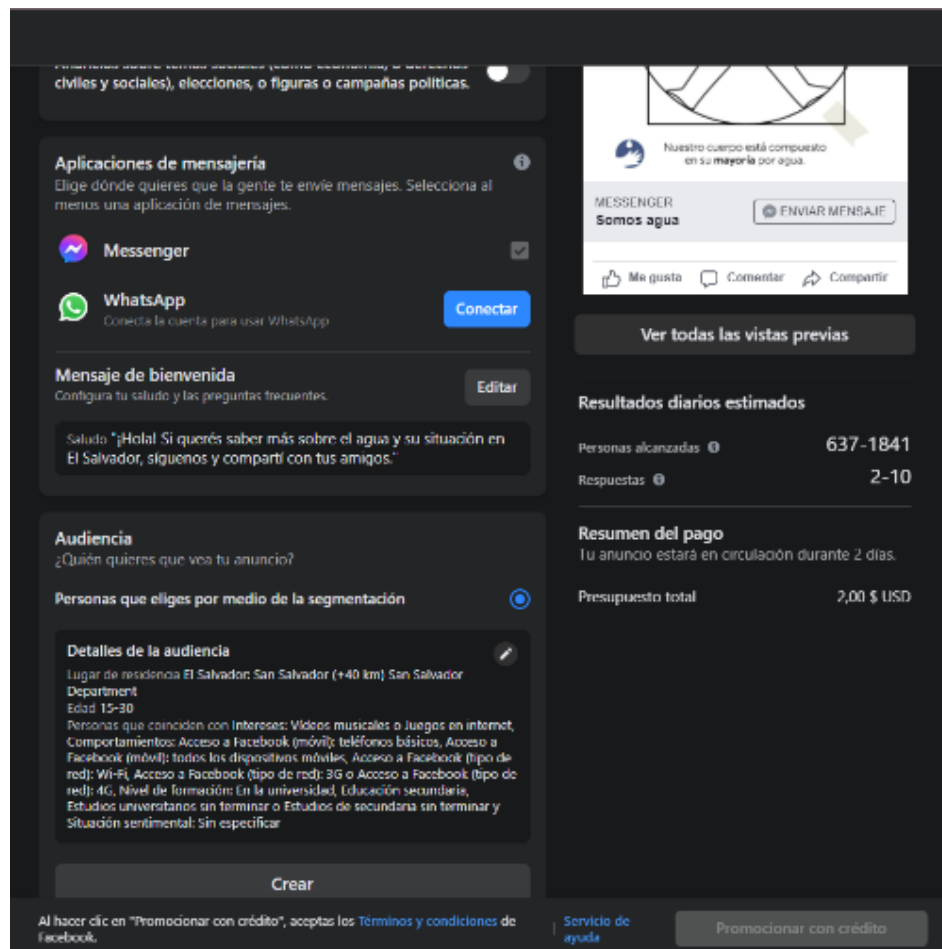 civiles y sociales), elecciones, o figuras o campañas políticas.
Aplicaciones de mensajería
Elige dónde quieres que la gente te envíe mensajes. Selecciona al
menos una aplicación de mensajes.
Messenger
WhatsApp
Conecta la cuenta para usar WhatsApp
Conectar
Mensaje de bienvenida
Configura tu saludo y las preguntas frecuentes.
Editar
Saludo "¡Hola! Si querés saber más sobre el agua y su situación en
El Salvador, síguenos y compartí con tus amigos."
Audiencia
¿Quién quieres que vea tu anuncio?
Personas que eliges por medio de la segmentación
Detalles de la audiencia
Lugar de residencia El Salvador: San Salvador (+40 km) San Salvador
Department
Edad 15-30
Personas que coinciden con Intereses: Vídeos musicales o Juegos en internet,
Comportamientos: Acceso a Facebook (móvil): teléfonos básicos, Acceso a
Facebook (móvil): todos los dispositivos móviles, Acceso a Facebook (tipo de
red): Wi-Fi, Acceso a Facebook (tipo de red): 3G o Acceso a Facebook (tipo de
red): 4G, Nivel de formación: En la universidad, Educación secundaria,
Estudios universitarios sin terminar o Estudios de secundaria sin terminar y
Situación sentimental: Sin especificar
Crear
Nuestro cuerpo está compuesto
en su mayoría por agua.
MESSENGER
Somos agua
ENVIAR MENSAJE
Me gusta Comentar Compartir
Ver todas las vistas previas
Resultados diarios estimados
Personas alcanzadas 637-1841
Respuestas 2-10
Resumen del pago
Tu anuncio estará en circulación durante 2 días.
Presupuesto total 2,00 $ USD
Al hacer clic en "Promocionar con crédito", aceptas los Términos y condiciones de
Facebook.
Servicio de
ayuda
Promocionar con crédito